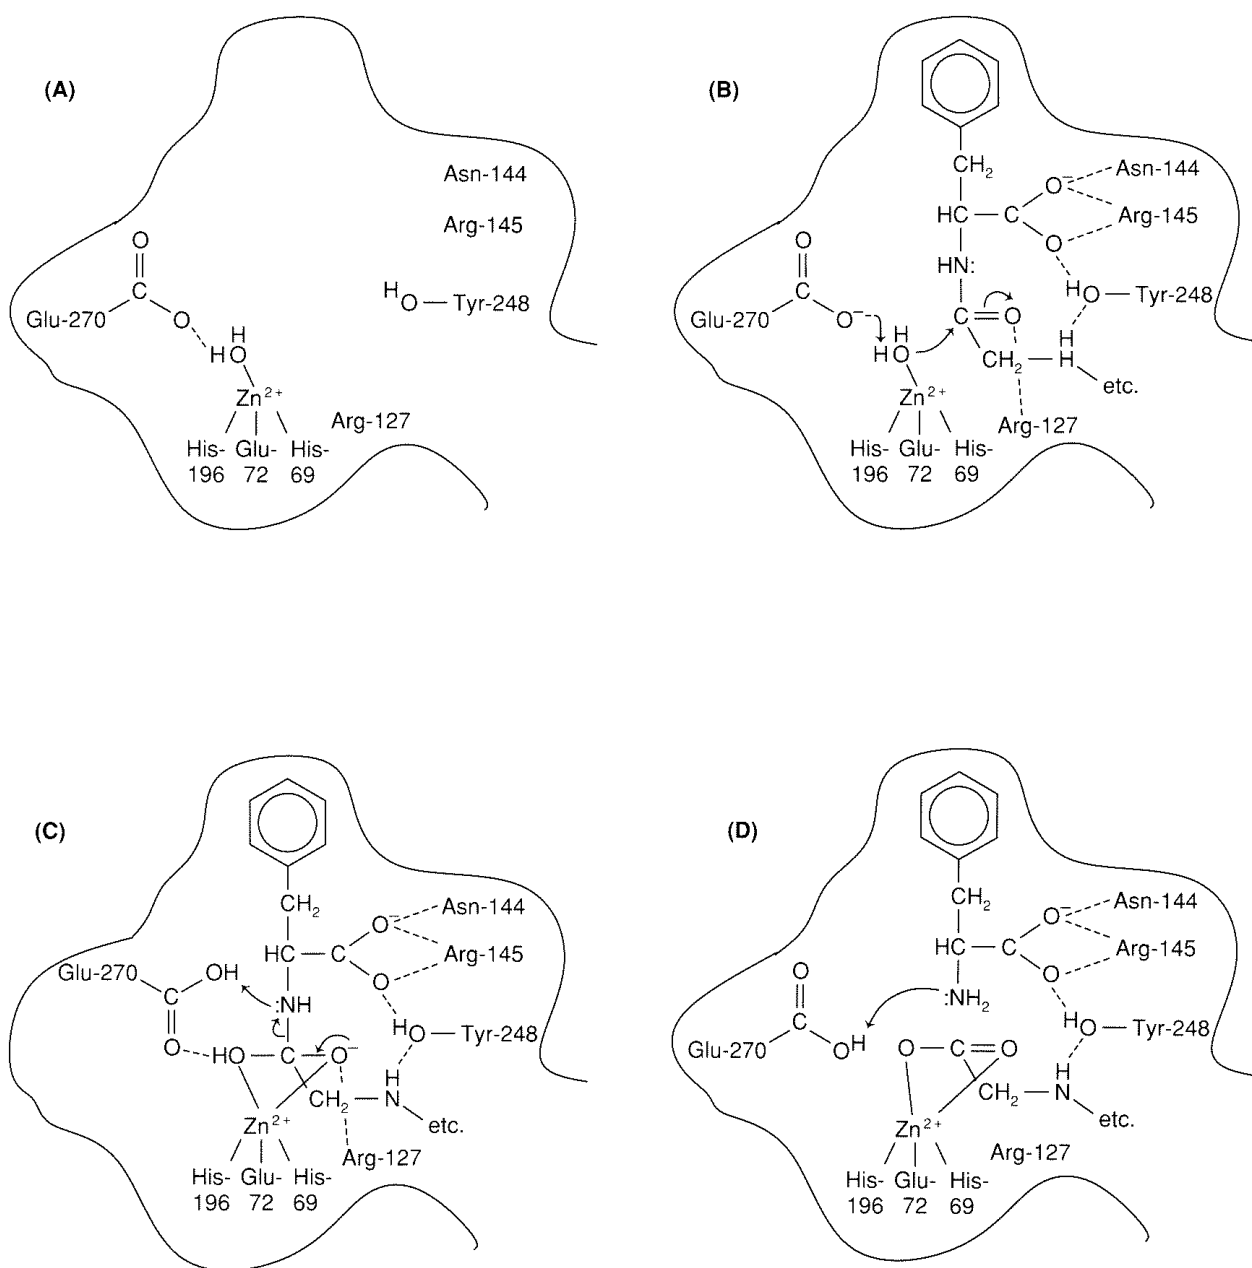 (A)
Asn-144
Arg-145
O
C
Glu-270
O
H
HO
H
O
Tyr-248
Zn2+
Arg-127
His- Glu- His-
196 72 69
(B)
CH2
O−
Asn-144
HC
C
Arg-145
O
O
HN:
C
Glu-270
O−
H
H
O
C
O
H
O
Tyr-248
H
CH2
H
etc.
Zn2+
Arg-127
His- Glu- His-
196 72 69
(C)
CH2
O−
Asn-144
HC
C
Arg-145
Glu-270
OH
O
C
:NH
O
HO
C
O−
HO
Tyr-248
H
CH2
N
etc.
Zn2+
Arg-127
His- Glu- His-
196 72 69
(D)
CH2
O−
Asn-144
HC
C
Arg-145
O
O
:NH2
C
Glu-270
OH
O
C
O
HO
Tyr-248
H
CH2
N
etc.
Zn2+
Arg-127
His- Glu- His-
196 72 69